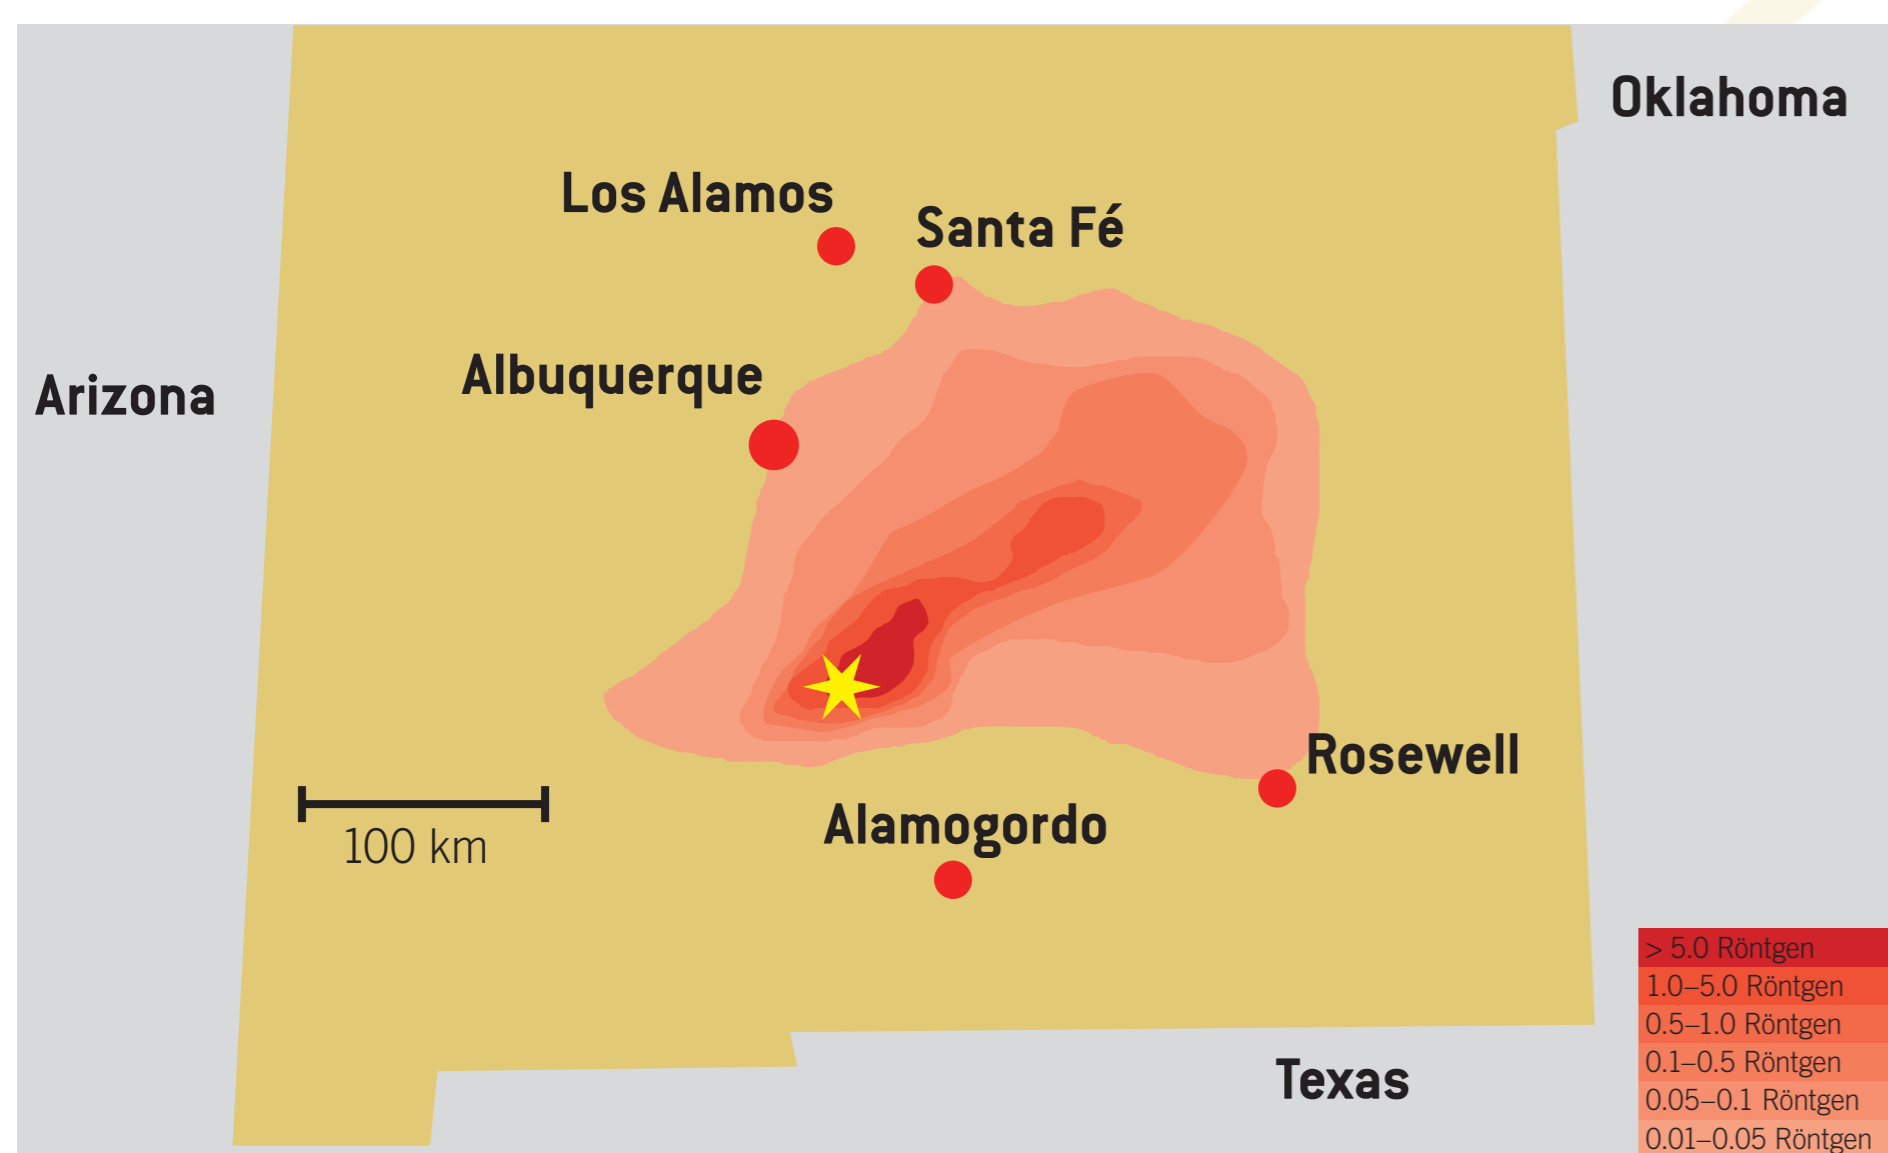 Oklahoma
Los Alamos
Santa Fé
Albuquerque
Arizona
Rosewell
Alamogordo
100 km
Texas
> 5.0 Röntgen
1.0–5.0 Röntgen
0.5–1.0 Röntgen
0.1–0.5 Röntgen
0.05–0.1 Röntgen
0.01–0.05 Röntgen